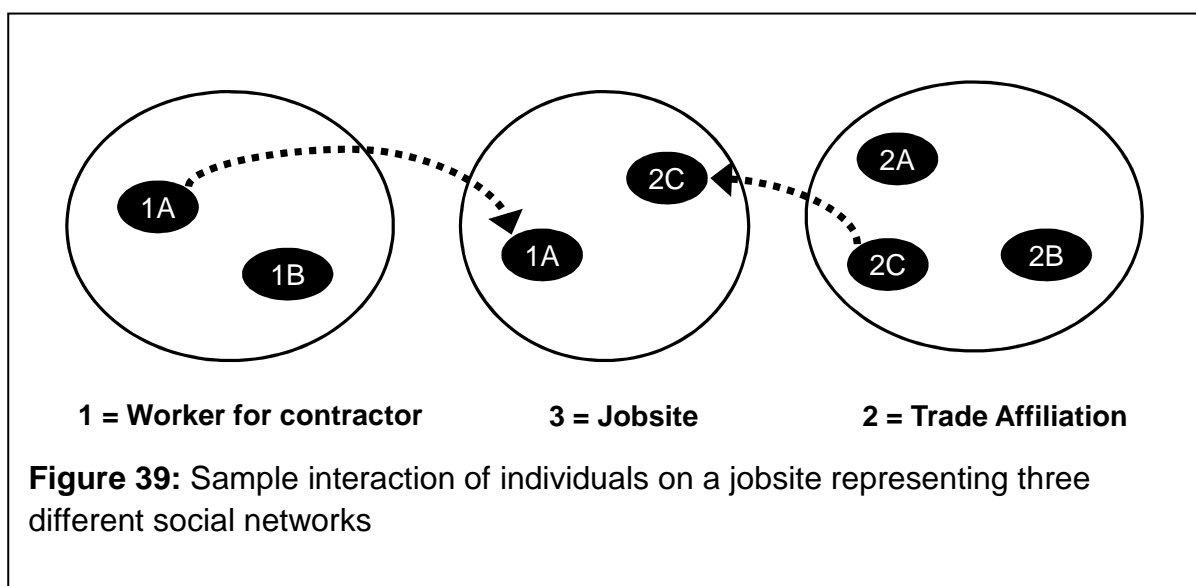 1A
1B
2C
1A
2A
2C
2B
1 = Worker for contractor
3 = Jobsite
2 = Trade Affiliation
Figure 39: Sample interaction of individuals on a jobsite representing three
different social networks